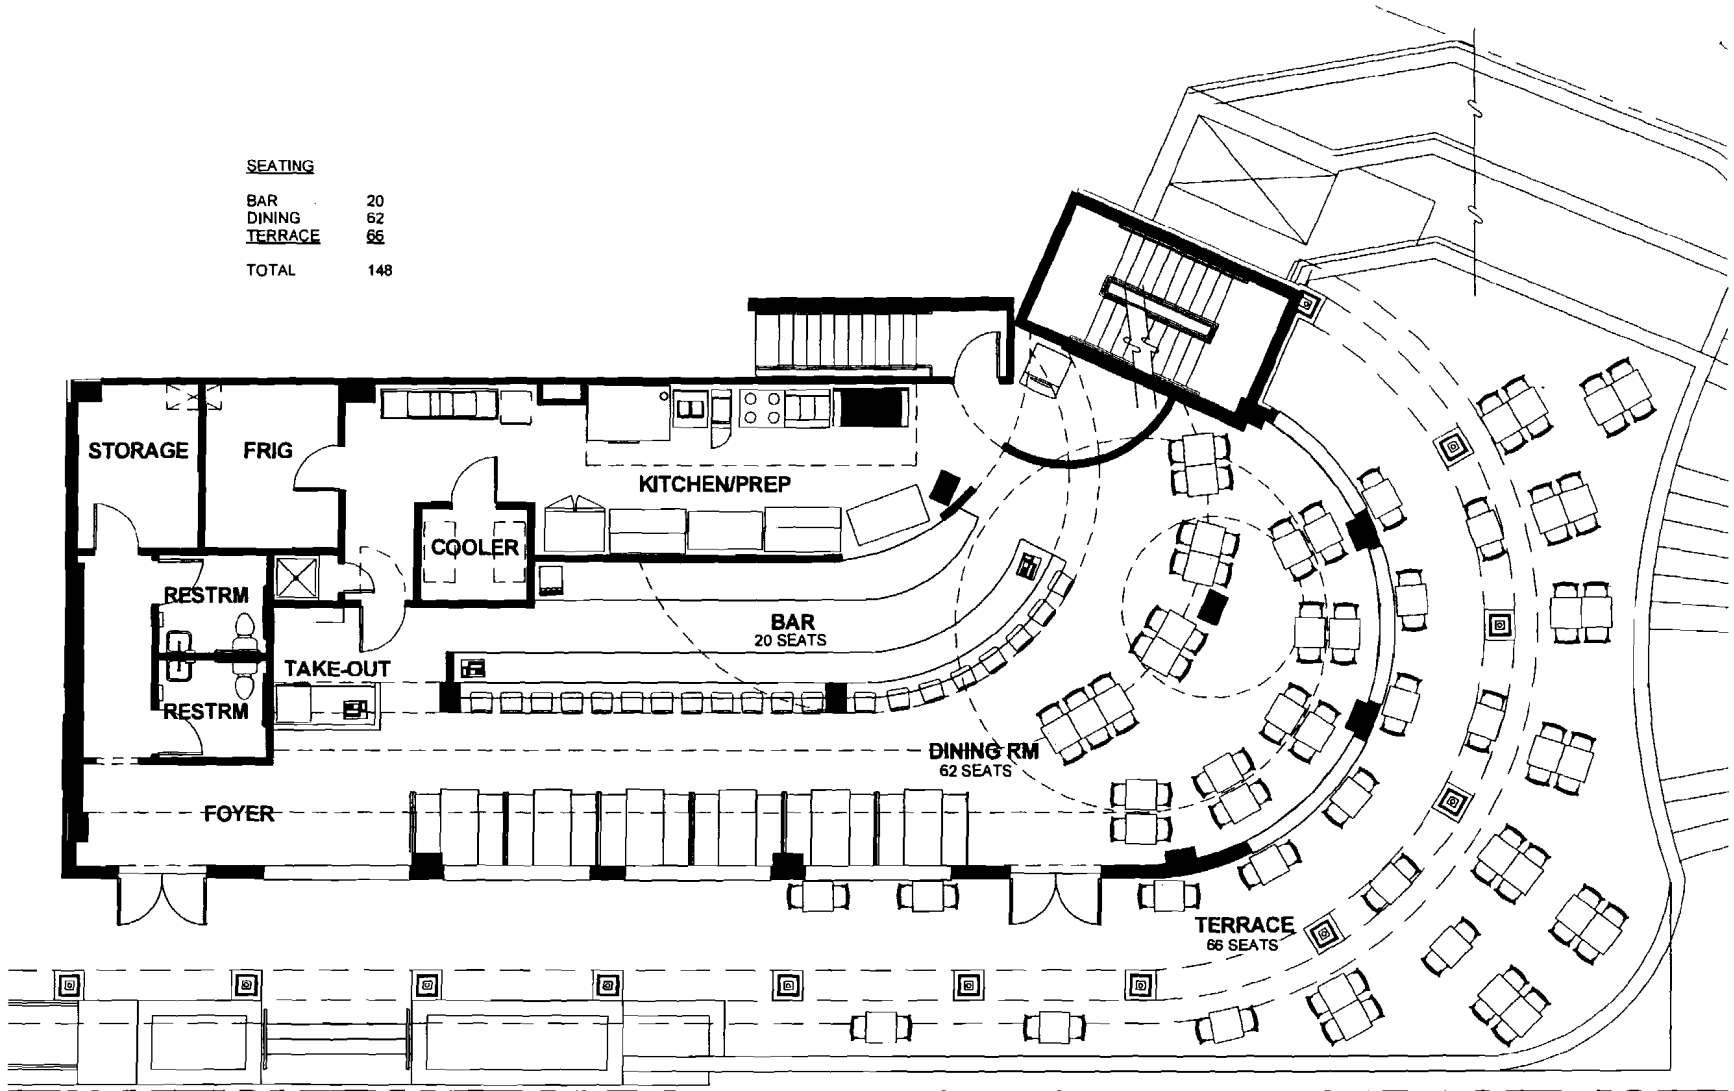 SEATING
BAR 20
DINING 62
TERRACE 66
TOTAL 148
STORAGE
FRIG
KITCHEN/PREP
COOLER
RESTRM
BAR
20 SEATS
TAKE-OUT
RESTRM
DINING RM
62 SEATS
FOYER
TERRACE
66 SEATS